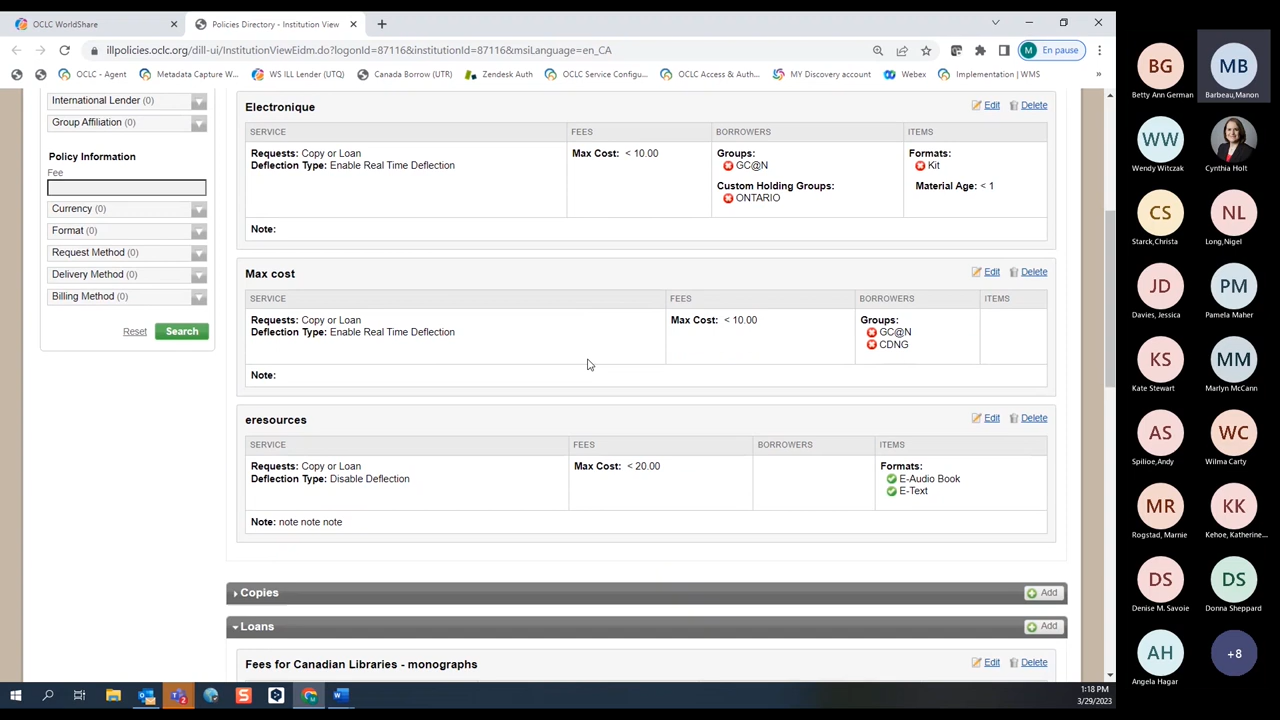 OCLC WorldShare
Policies Directory - Institution View
illpolicies.oclc.org/dill-ui/InstitutionViewEidm.do?logonId=87116&institutionId=87116&msiLanguage=en_CA
M En pause
OCLC - Agent
Metadata Capture W...
WS ILL Lender (UTQ)
Canada Borrow (UTR)
Zendesk Auth
OCLC Service Configu...
OCLC Access & Auth...
MY Discovery account
Webex
Implementation | WMS
»
International Lender (0)
Group Affiliation (0)
Policy Information
Fee
Currency (0)
Format (0)
Request Method (0)
Delivery Method (0)
Billing Method (0)
Reset
Search
Electronique
Edit
Delete
SERVICE
FEES
BORROWERS
ITEMS
Requests: Copy or Loan
Deflection Type: Enable Real Time Deflection
Max Cost: < 10.00
Groups:
GC@N
Custom Holding Groups:
ONTARIO
Formats:
Kit
Material Age: < 1
Note:
Max cost
Edit
Delete
SERVICE
FEES
BORROWERS
ITEMS
Requests: Copy or Loan
Deflection Type: Enable Real Time Deflection
Max Cost: < 10.00
Groups:
GC@N
CDNG
Note:
eresources
Edit
Delete
SERVICE
FEES
BORROWERS
ITEMS
Requests: Copy or Loan
Deflection Type: Disable Deflection
Max Cost: < 20.00
Formats:
E-Audio Book
E-Text
Note: note note note
Copies
Add
Loans
Add
Fees for Canadian Libraries - monographs
Edit
Delete
1:18 PM
3/29/2023
BG
Betty Ann German
MB
Barbeau,Manon
WW
Wendy Witczak
Cynthia Holt
CS
Starck,Christa
NL
Long,Nigel
JD
Davies, Jessica
PM
Pamela Maher
KS
Kate Stewart
MM
Marlyn McCann
AS
Spilioe,Andy
WC
Wilma Carty
MR
Rogstad, Marnie
KK
Kehoe, Katherine...
DS
Denise M. Savoie
DS
Donna Sheppard
AH
Angela Hagar
+8